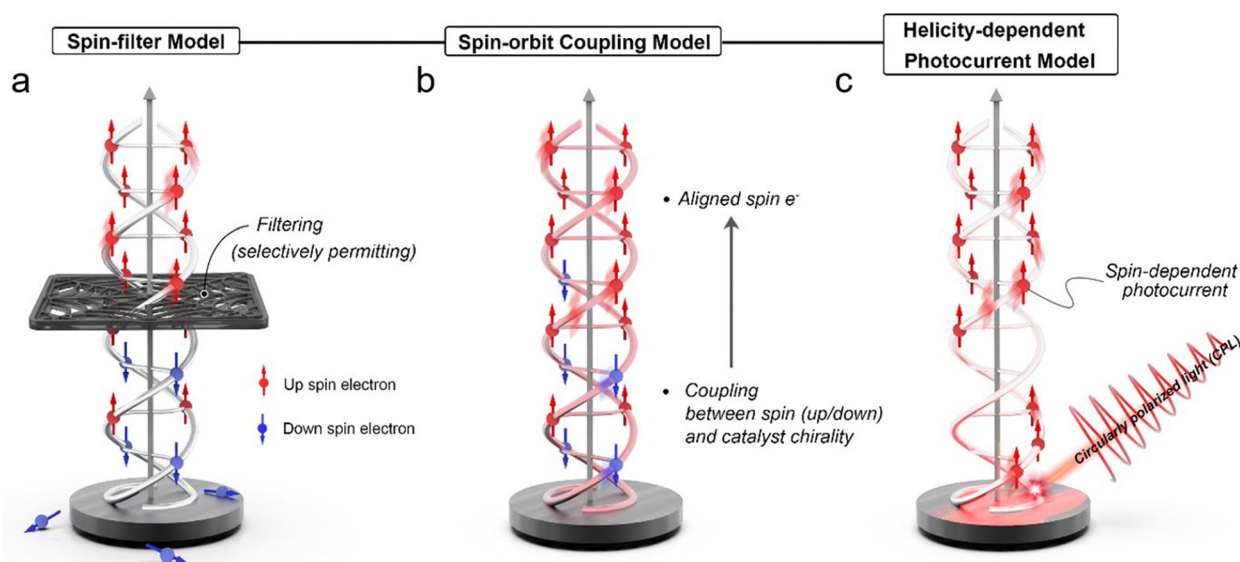 Spin-filter Model
Spin-orbit Coupling Model
Helicity-dependent
Photocurrent Model
a
b
c
Filtering
(selectively permitting)
Up spin electron
Down spin electron
• Aligned spin e-
• Coupling
between spin (up/down)
and catalyst chirality
Spin-dependent
photocurrent
Circularly polarized light (CPL)